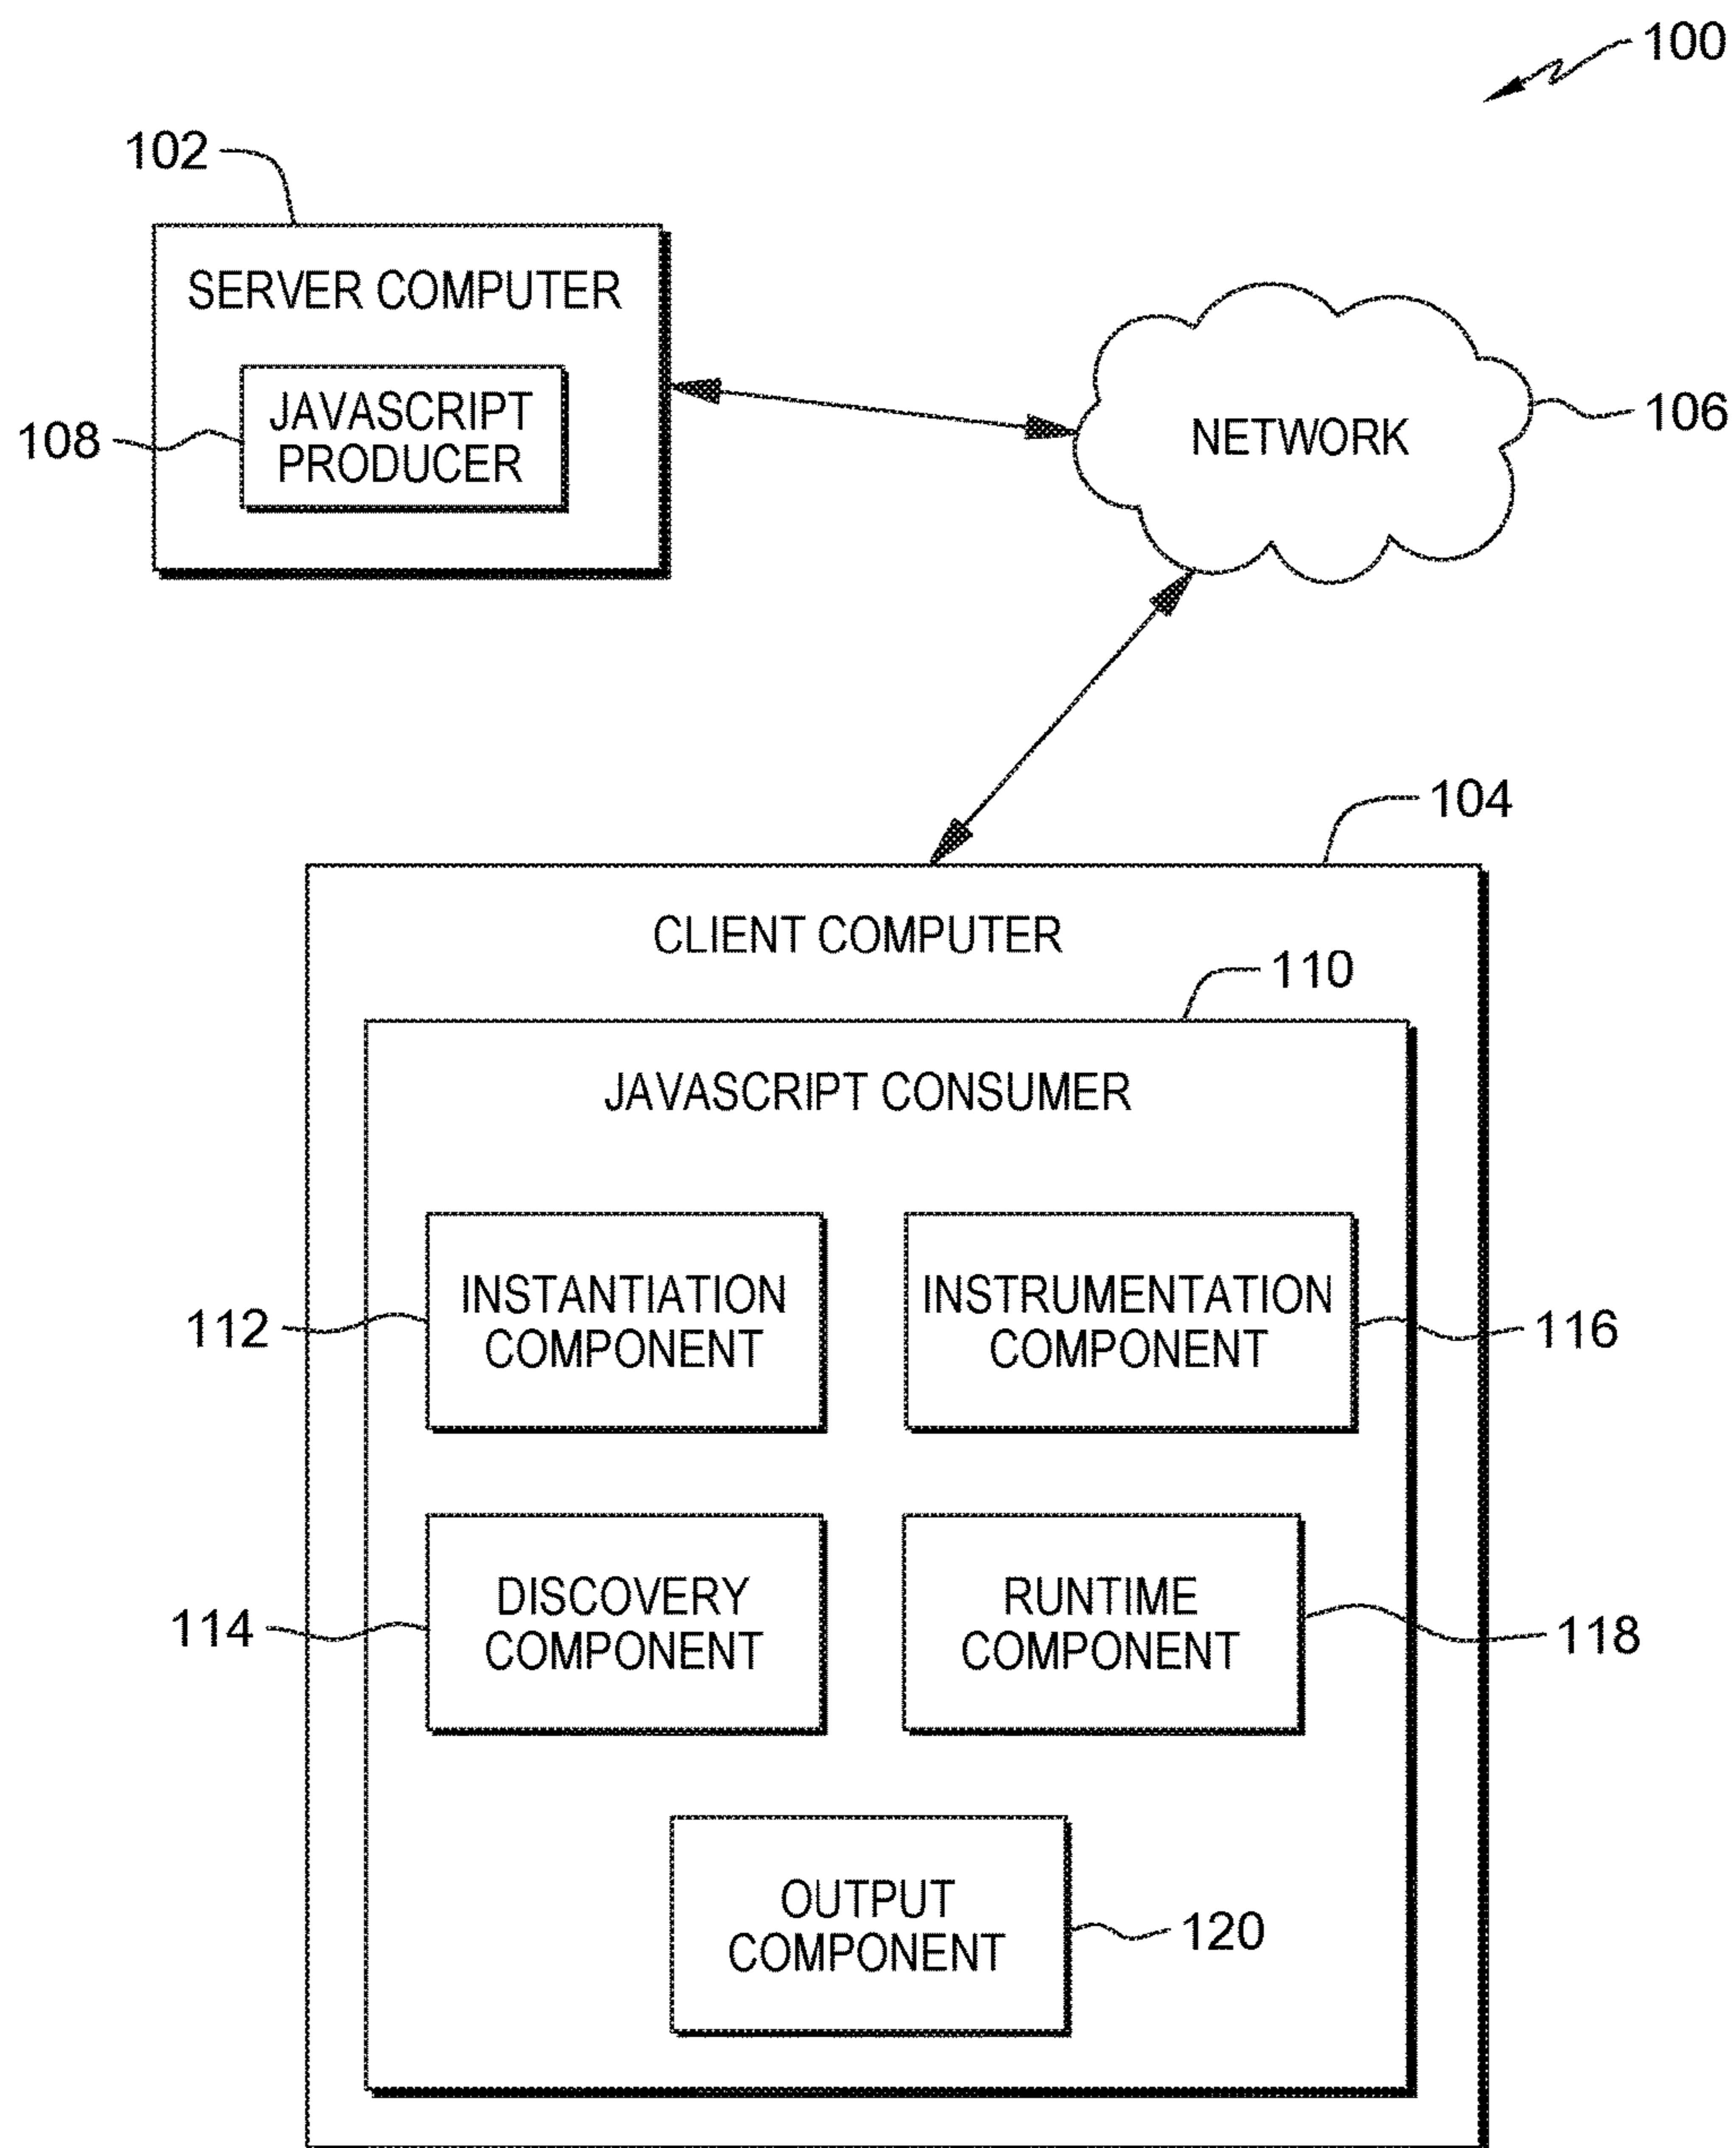 100
102
SERVER COMPUTER
JAVASCRIPT
PRODUCER
108
NETWORK
106
104
CLIENT COMPUTER
110
JAVASCRIPT CONSUMER
INSTANTIATION
COMPONENT
112
INSTRUMENTATION
COMPONENT
116
DISCOVERY
COMPONENT
114
RUNTIME
COMPONENT
118
OUTPUT
COMPONENT
120